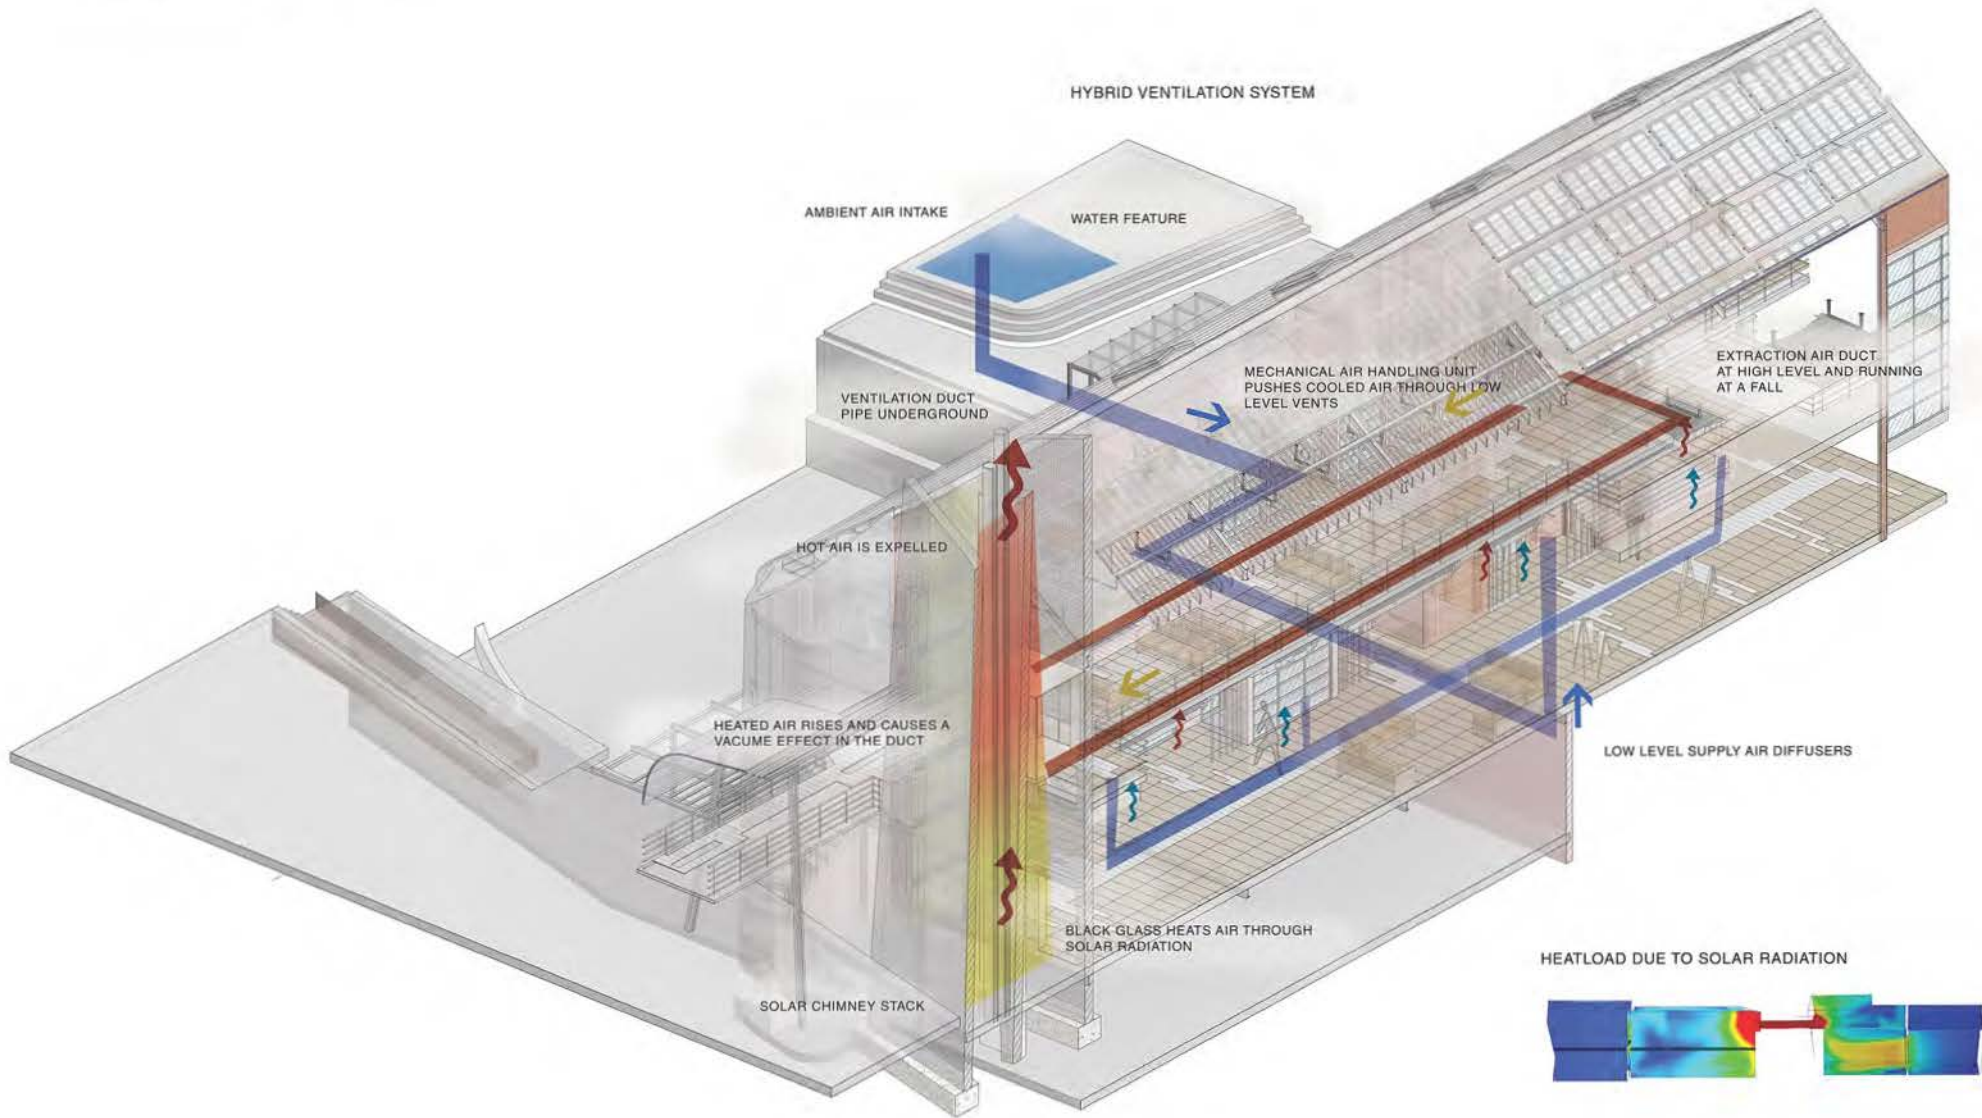 HYBRID VENTILATION SYSTEM
AMBIENT AIR INTAKE
WATER FEATURE
VENTILATION DUCT
PIPE UNDERGROUND
MECHANICAL AIR HANDLING UNIT
PUSHES COOLED AIR THROUGH LOW
LEVEL VENTS
EXTRACTION AIR DUCT
AT HIGH LEVEL AND RUNNING
AT A FALL
HOT AIR IS EXPELLED
HEATED AIR RISES AND CAUSES A
VACUME EFFECT IN THE DUCT
LOW LEVEL SUPPLY AIR DIFFUSERS
BLACK GLASS HEATS AIR THROUGH
SOLAR RADIATION
SOLAR CHIMNEY STACK
HEATLOAD DUE TO SOLAR RADIATION